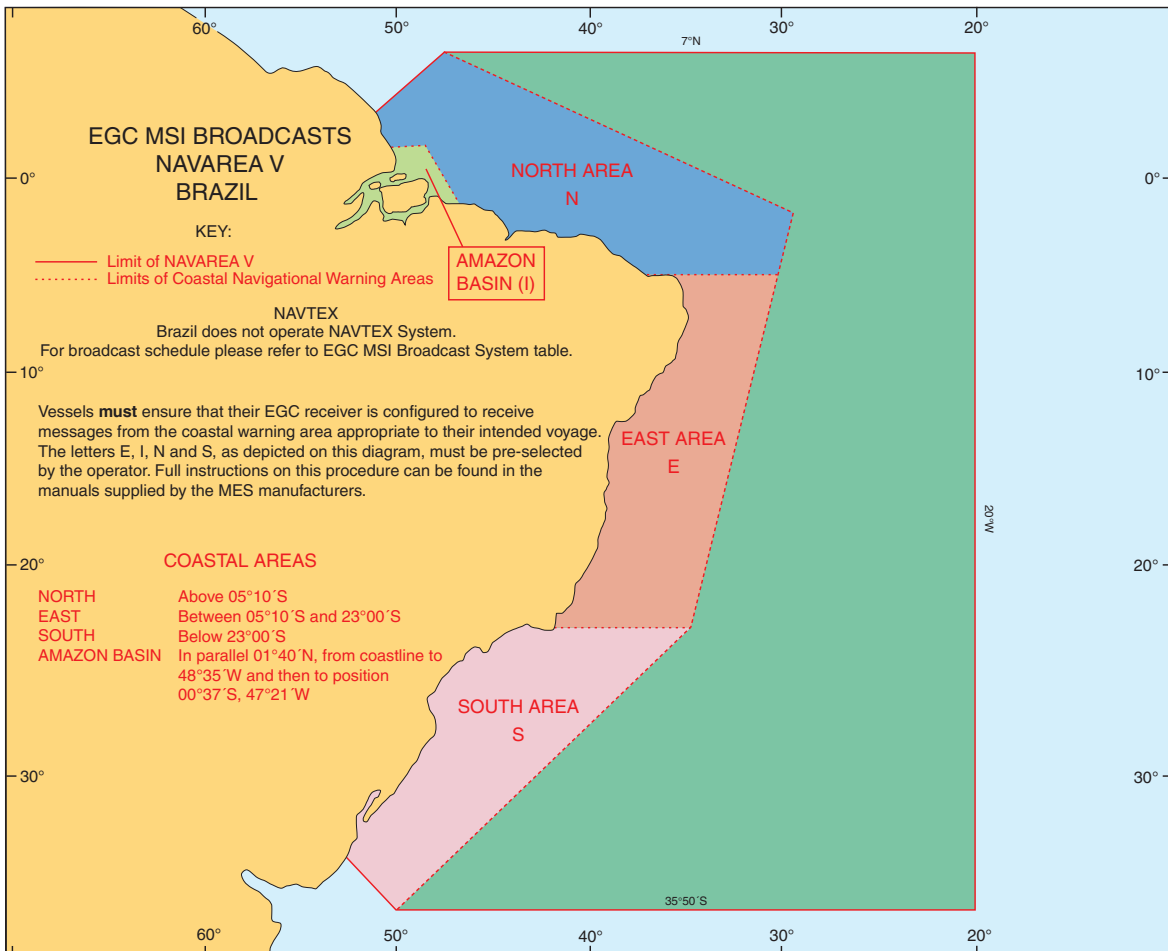 60° 50° 40° 30° 20°
7°N
EGC MSI BROADCASTS
NAVAREA V
BRAZIL
0°
NORTH AREA
N
0°
KEY:
Limit of NAVAREA V
Limits of Coastal Navigational Warning Areas
AMAZON
BASIN (I)
NAVTEX
Brazil does not operate NAVTEX System.
For broadcast schedule please refer to EGC MSI Broadcast System table.
10°
10°
Vessels must ensure that their EGC receiver is configured to receive
messages from the coastal warning area appropriate to their intended voyage.
The letters E, I, N and S, as depicted on this diagram, must be pre-selected
by the operator. Full instructions on this procedure can be found in the
manuals supplied by the MES manufacturers.
EAST AREA
E
20°W
20°
20°
COASTAL AREAS
NORTH Above 05°10´S
EAST Between 05°10´S and 23°00´S
SOUTH Below 23°00´S
AMAZON BASIN In parallel 01°40´N, from coastline to
48°35´W and then to position
00°37´S, 47°21´W
SOUTH AREA
S
30°
30°
35°50´S
60° 50° 40° 30° 20°